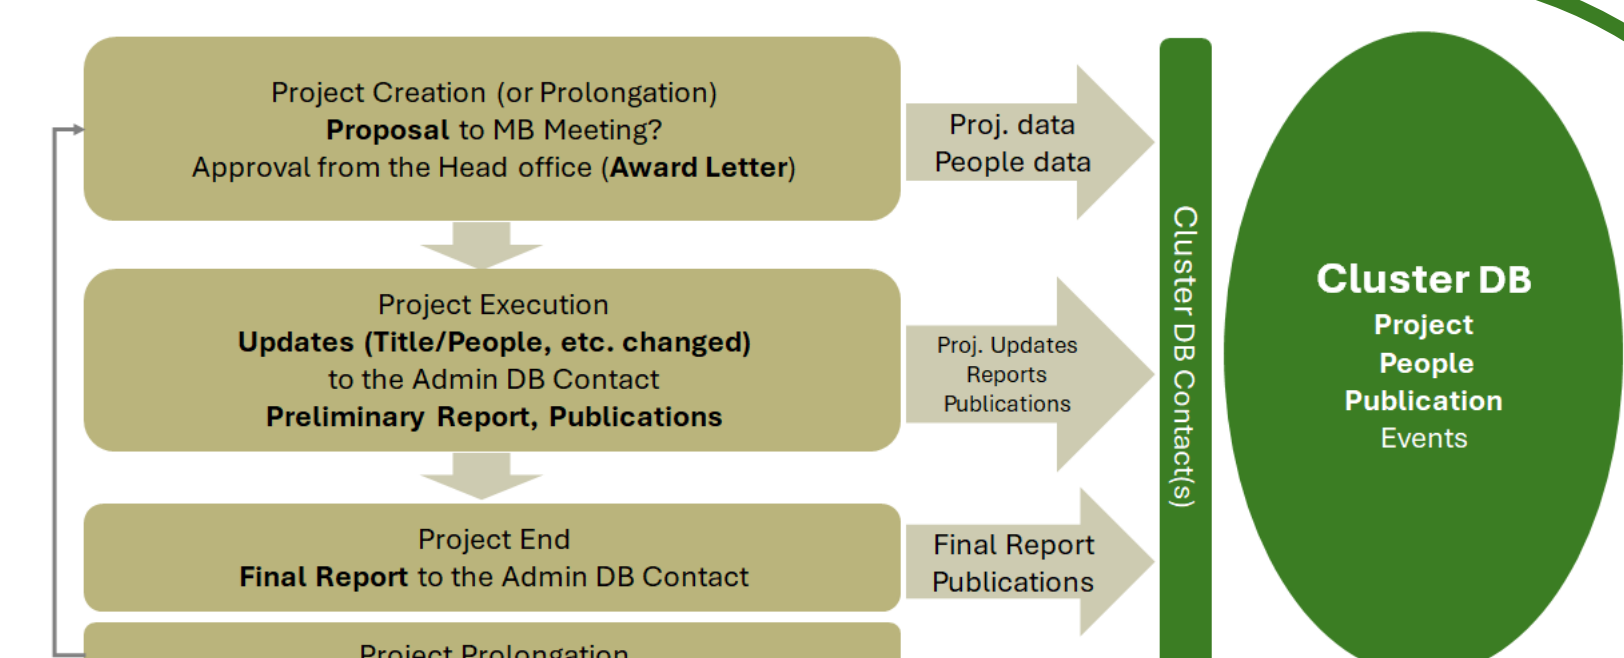 Project Creation (or Prolongation)
Proposal to MB Meeting?
Approval from the Head office (Award Letter)
Proj. data
People data
Project Execution
Updates (Title/People, etc. changed)
to the Admin DB Contact
Preliminary Report, Publications
Proj. Updates
Reports
Publications
Project End
Final Report to the Admin DB Contact
Final Report
Publications
Project Prolongation
Cluster DB Contact(s)
Cluster DB
Project
People
Publication
Events